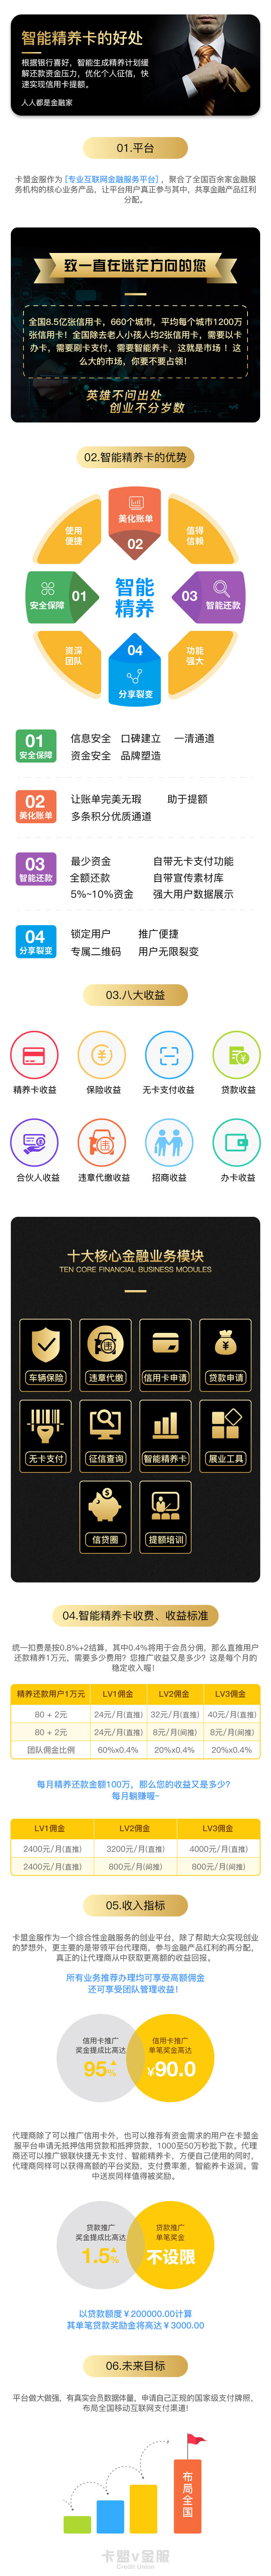 智能精养卡的好处
根据银行喜好，智能生成精养计划缓
解还款资金压力，优化个人征信，快
速实现信用卡提额。
人人都是金融家
01.平台
卡盟金服作为 [专业互联网金融服务平台] ，聚合了全国百余家金融服
务机构的核心业务产品，让平台用户真正参与其中，共享金融产品红利
分配。
致一直在迷茫方向的您
全国8.5亿张信用卡，660个城市，平均每个城市1200万
张信用卡！全国除去老人小孩人均2张信用卡，需要以卡
办卡，需要刷卡支付，需要智能养卡，这就是市场！这
么大的市场，你要不要占领！
英雄不问出处
创业不分岁数
02.智能精养卡的优势
使用
便捷
美化账单
02
值得
信赖
安全保障
01
智能
精养
03
智能还款
资深
团队
04
分享裂变
功能
强大
01
安全保障
信息安全 口碑建立 一清通道
资金安全 品牌塑造
02
美化账单
让账单完美无瑕 助于提额
多条积分优质通道
03
智能还款
最少资金 自带无卡支付功能
全额还款 自带宣传素材库
5%~10%资金 强大用户数据展示
04
分享裂变
锁定用户 推广便捷
专属二维码 用户无限裂变
03.八大收益
精养卡收益 保险收益 无卡支付收益 贷款收益
合伙人收益 违章代缴收益 招商收益 办卡收益
十大核心金融业务模块
TEN CORE FINANCIAL BUSINESS MODULES
车辆保险 违章代缴 信用卡申请 贷款申请
无卡支付 征信查询 智能精养卡 展业工具
信贷圈 提额培训
04.智能精养卡收费、收益标准
统一扣费是按0.8%+2结算，其中0.4%将用于会员分佣，那么直推用户
还款精养1万元，需要多少费用？您推广收益又是多少？这是每个月的
稳定收入喔！
精养还款用户1万元 LV1佣金 LV2佣金 LV3佣金
80 + 2元 24元/月(直推) 32元/月(直推) 40元/月(直推)
80 + 2元 24元/月(直推) 8元/月(间推) 8元/月(间推)
团队佣金比例 60%x0.4% 20%x0.4% 20%x0.4%
每月精养还款金额100万，那么您的收益又是多少？
每月躺赚喔~
LV1佣金 LV2佣金 LV3佣金
2400元/月(直推) 3200元/月(直推) 4000元/月(直推)
2400元/月(直推) 800元/月(间推) 800元/月(间推)
05.收入指标
卡盟金服作为一个综合性金融服务的创业平台，除了帮助大众实现创业
的梦想外，更主要的是带领平台代理商，参与金融产品红利的再分配，
真正的让代理商从中获取更高额的收益回报。
所有业务推荐办理均可享受高额佣金
还可享受团队管理收益！
信用卡推广
奖金提成比高达
95%
信用卡推广
单笔奖金高达
¥90.0
代理商除了可以推广信用卡外，也可以推荐有资金需求的用户在卡盟金
服平台申请无抵押信用贷款和抵押贷款，1000至50万秒批下款。代理
商还可以推广银联快捷无卡支付、智能精养卡，方便自己使用的同时，
代理商同样可以获得高额的平台奖励，支付费率差，智能养卡返润。雪
中送炭同样值得被奖励。
贷款推广
奖金提成比高达
1.5%
贷款推广
单笔奖金
不设限
以贷款额度￥200000.00计算
其单笔贷款奖励金将高达￥3000.00
06.未来目标
平台做大做强，有真实会员数据体量，申请自己正规的国家级支付牌照，
布局全国移动互联网支付渠道!
布局全国
卡盟v金服
Credit Union